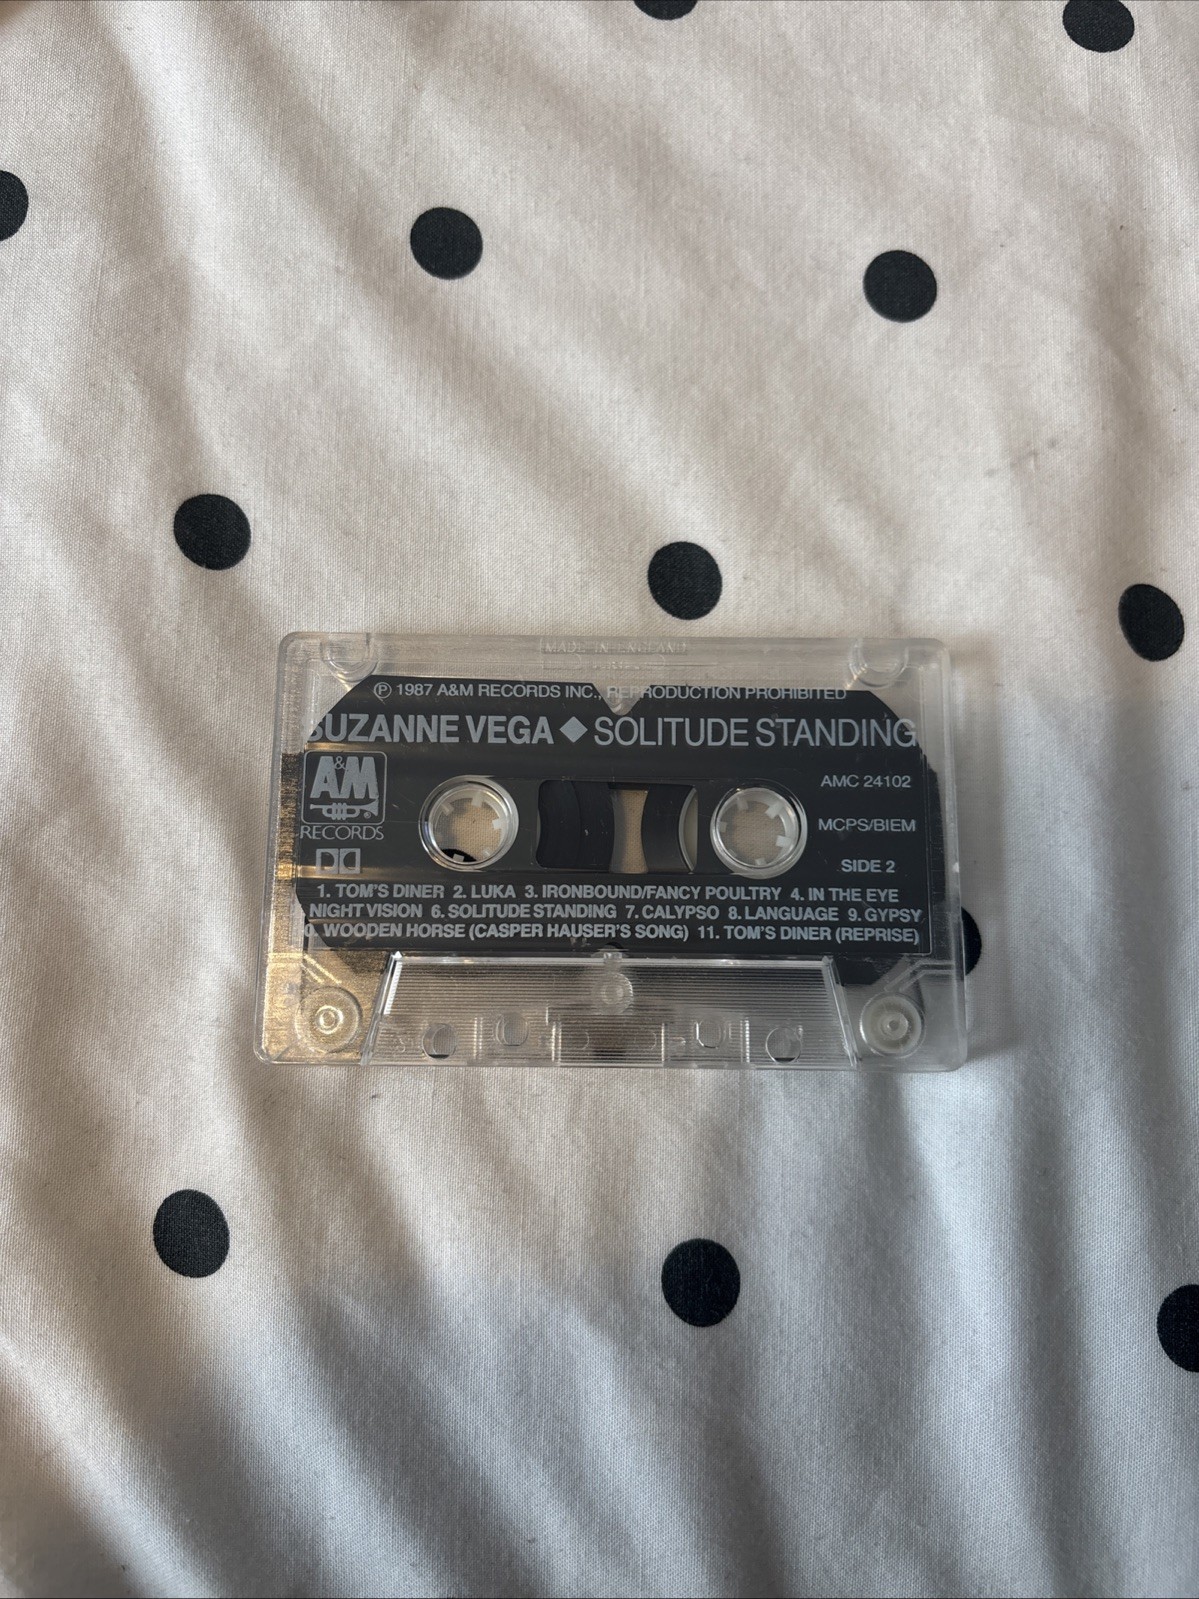 MADE IN ENGLAND
℗ 1987 A&M RECORDS INC., REPRODUCTION PROHIBITED
SUZANNE VEGA ◆ SOLITUDE STANDING
A&M
RECORDS
AMC 24102
MCPS/BIEM
SIDE 2
1. TOM'S DINER 2. LUKA 3. IRONBOUND/FANCY POULTRY 4. IN THE EYE
NIGHT VISION 6. SOLITUDE STANDING 7. CALYPSO 8. LANGUAGE 9. GYPSY
0. WOODEN HORSE (CASPER HAUSER'S SONG) 11. TOM'S DINER (REPRISE)